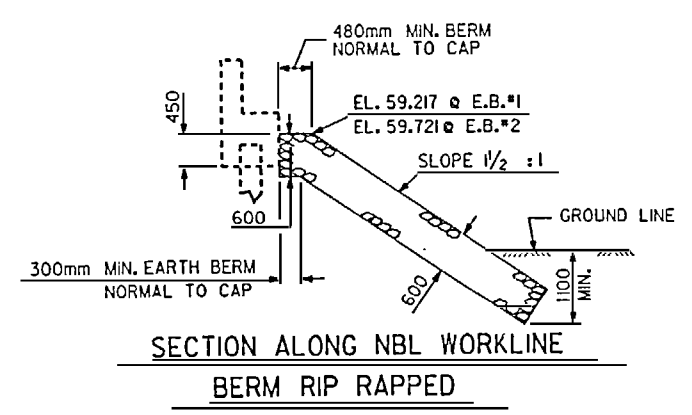 480mm MIN. BERM
NORMAL TO CAP
450
EL. 59.217 @ E.B.#1
EL. 59.721 @ E.B.#2
SLOPE 1 1/2 :1
600
GROUND LINE
300mm MIN. EARTH BERM
NORMAL TO CAP
600
1100
MIN.
SECTION ALONG NBL WORKLINE
BERM RIP RAPPED